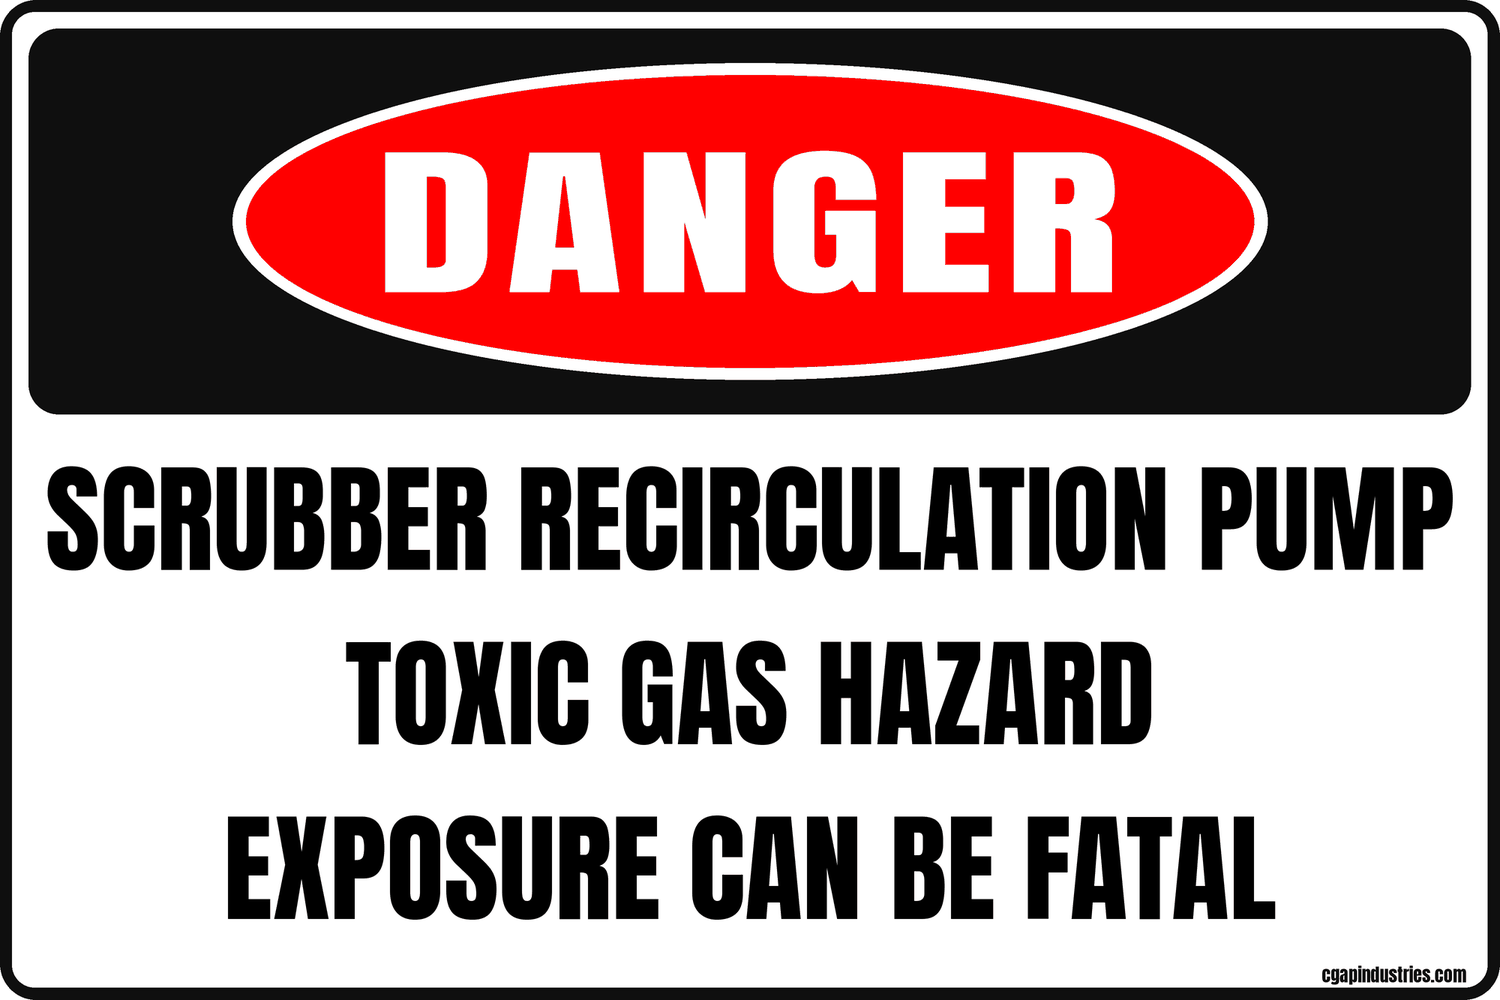 DANGER
SCRUBBER RECIRCULATION PUMP
TOXIC GAS HAZARD
EXPOSURE CAN BE FATAL
cgapindustries.com